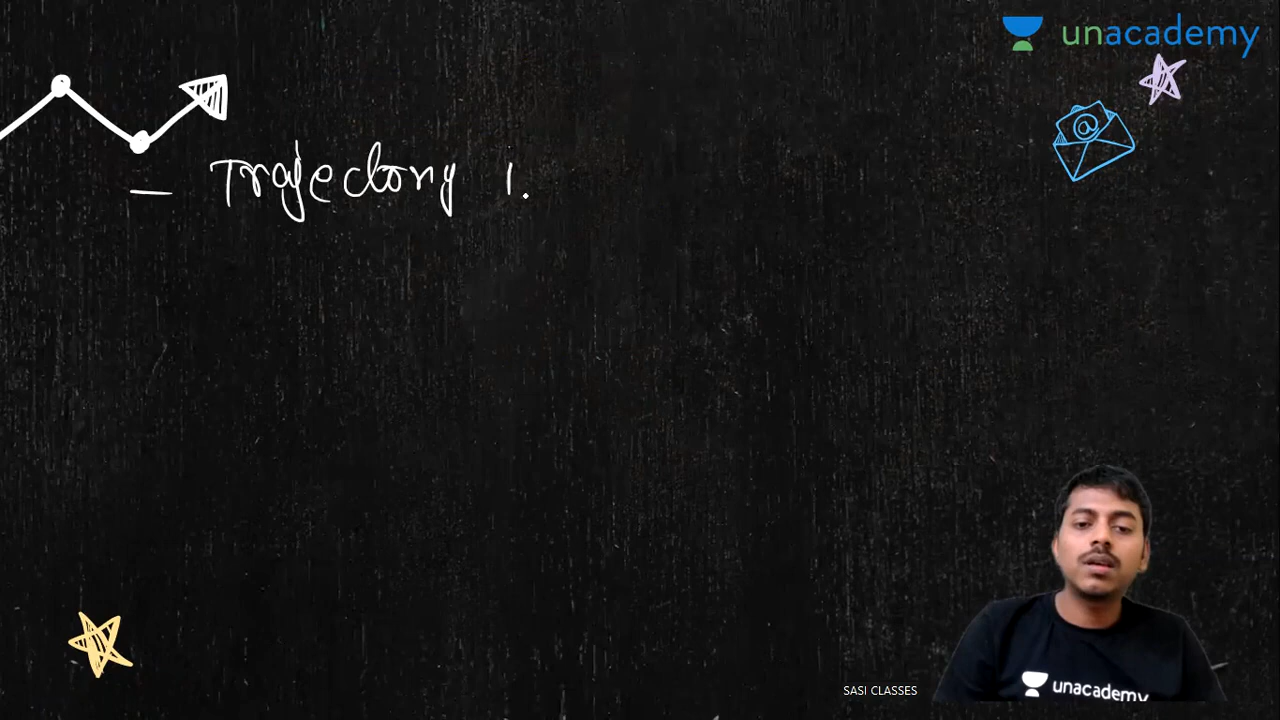 unacademy
@
— Trajectory 1.
SASI CLASSES
unacademy